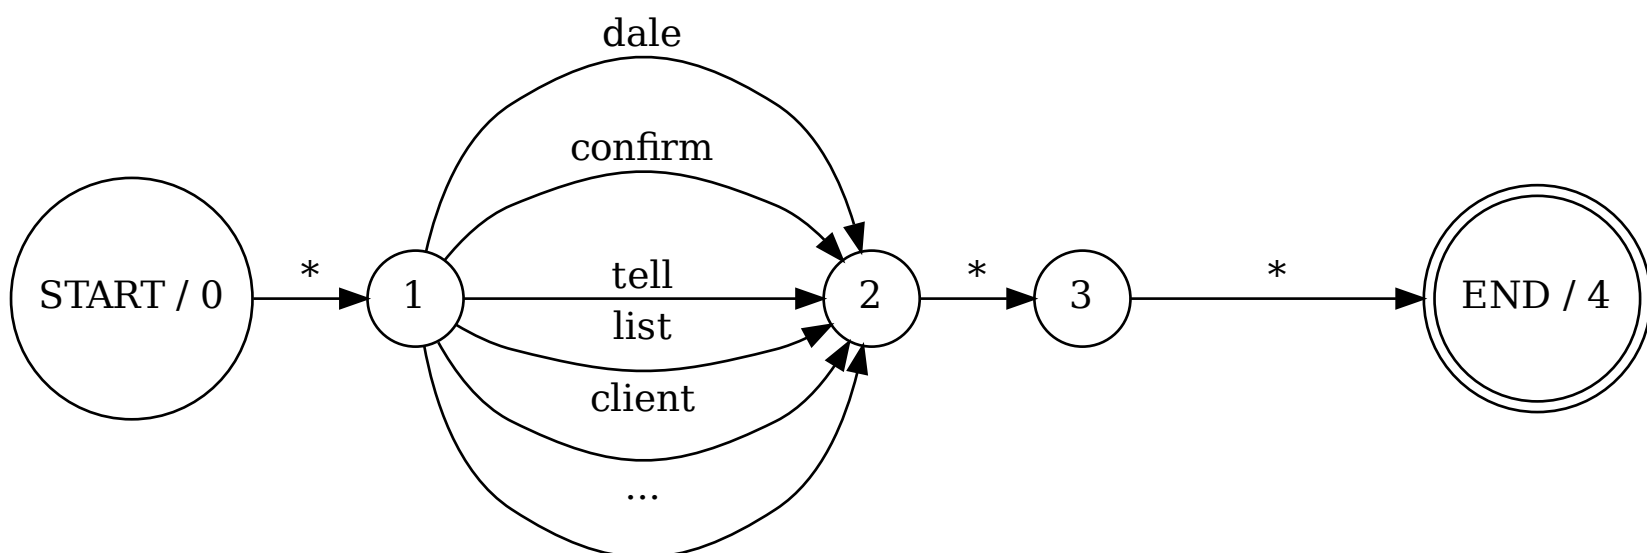 dale
confirm
START / 0
*
1
tell
2
*
3
*
END / 4
list
client
...